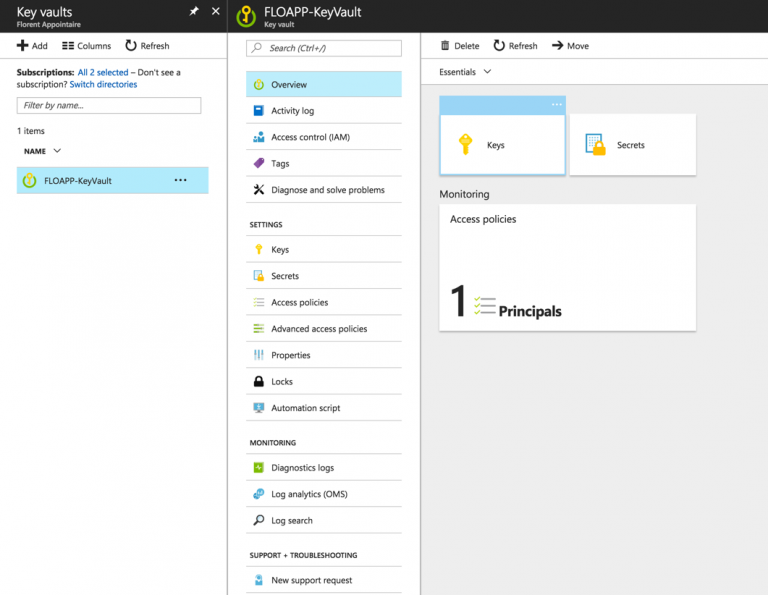 Key vaults
Florent Appointaire
Add Columns Refresh
Subscriptions: All 2 selected – Don't see a
subscription? Switch directories
Filter by name...
1 items
NAME
FLOAPP-KeyVault
FLOAPP-KeyVault
Key vault
Search (Ctrl+/)
Overview
Activity log
Access control (IAM)
Tags
Diagnose and solve problems
SETTINGS
Keys
Secrets
Access policies
Advanced access policies
Properties
Locks
Automation script
MONITORING
Diagnostics logs
Log analytics (OMS)
Log search
SUPPORT + TROUBLESHOOTING
New support request
Delete Refresh Move
Essentials
Keys
Secrets
Monitoring
Access policies
1 Principals